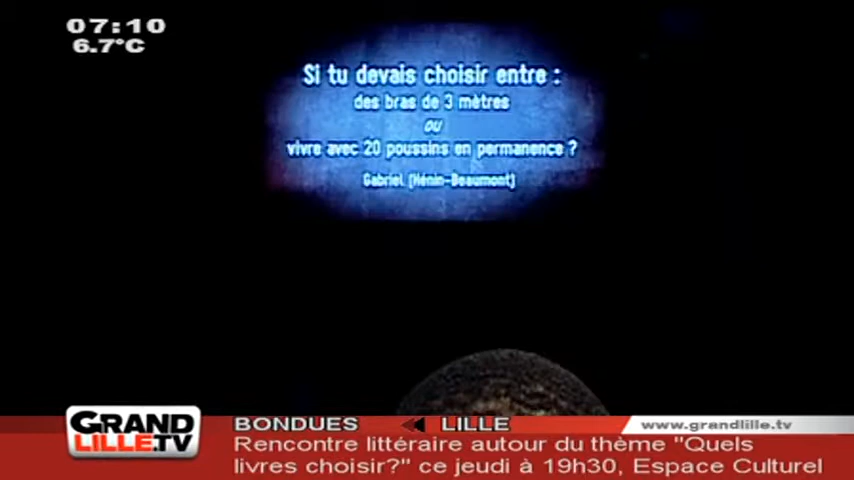 07:10
6.7°C
Si tu devais choisir entre :
des bras de 3 mètres
ou
vivre avec 20 poussins en permanence ?
Gabriel (Hénin-Beaumont)
GRAND
LILLE.TV
BONDUES ◄ LILLE
www.grandlille.tv
Rencontre littéraire autour du thème "Quels
livres choisir?" ce jeudi à 19h30, Espace Culturel